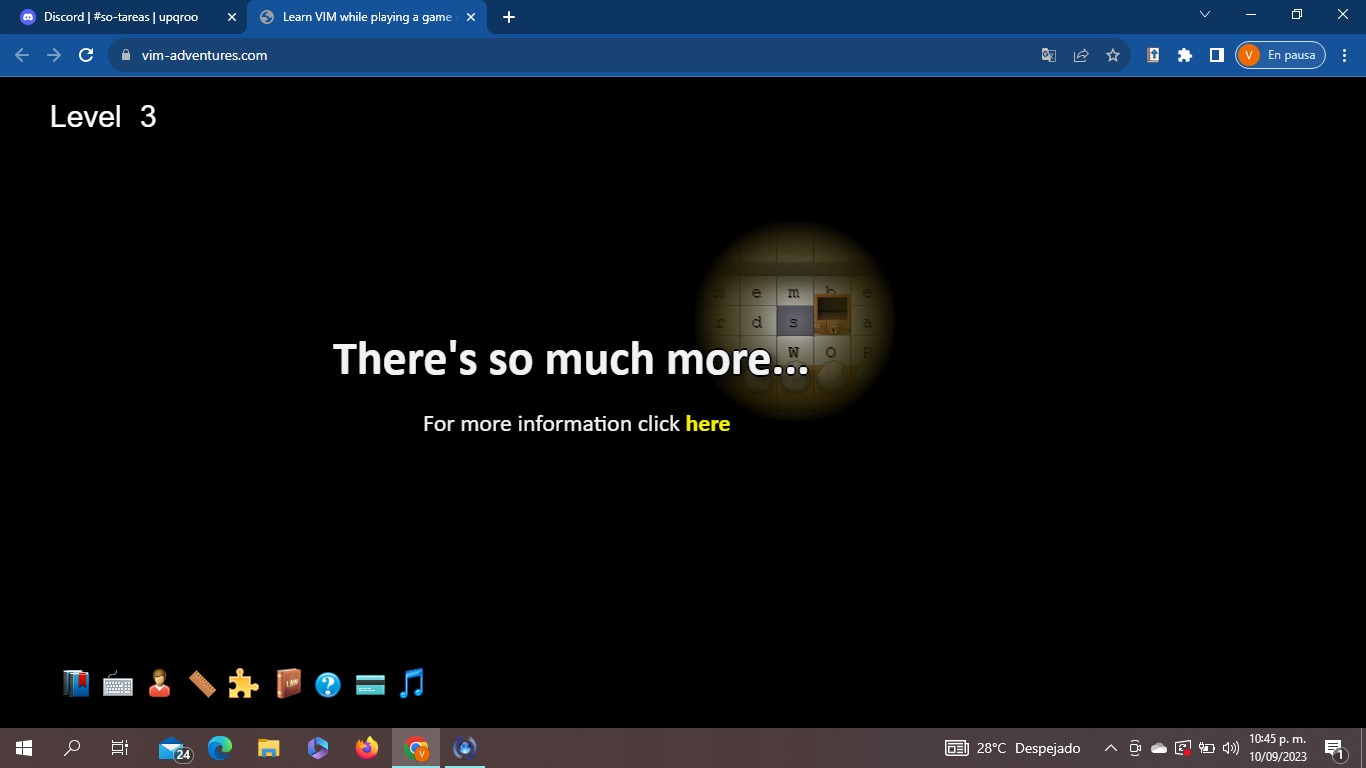 Discord | #so-tareas | upqroo
Learn VIM while playing a game
vim-adventures.com
V En pausa
Level 3
m e m b e
r d s a
W O R
There's so much more...
For more information click here
LAW
24
V
28°C Despejado
10:45 p. m.
10/09/2023
1